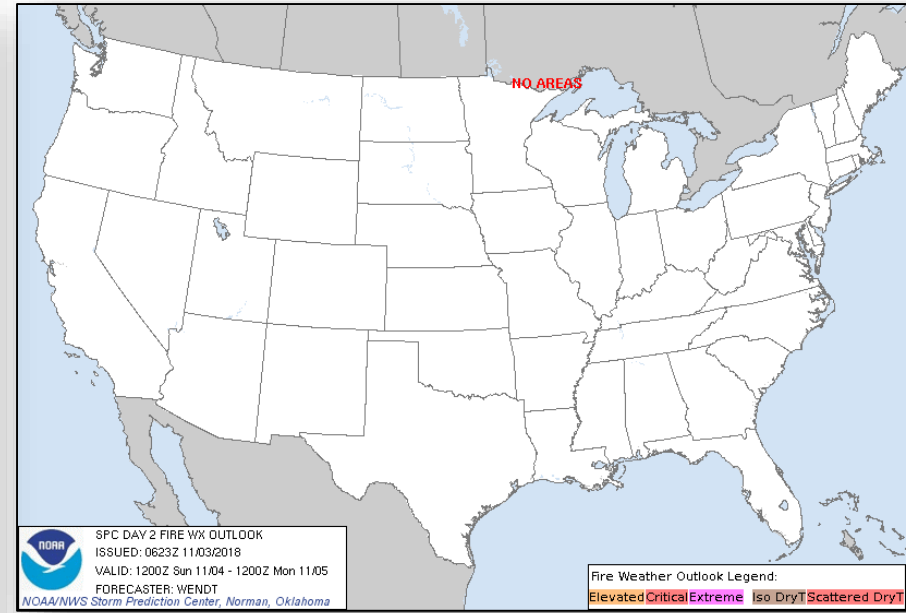 NO AREAS
NOAA
SPC DAY 2 FIRE WX OUTLOOK
ISSUED: 0623Z 11/03/2018
VALID: 1200Z Sun 11/04 - 1200Z Mon 11/05
FORECASTER: WENDT
NOAA/NWS Storm Prediction Center, Norman, Oklahoma
Fire Weather Outlook Legend:
Elevated Critical Extreme Iso DryT Scattered DryT